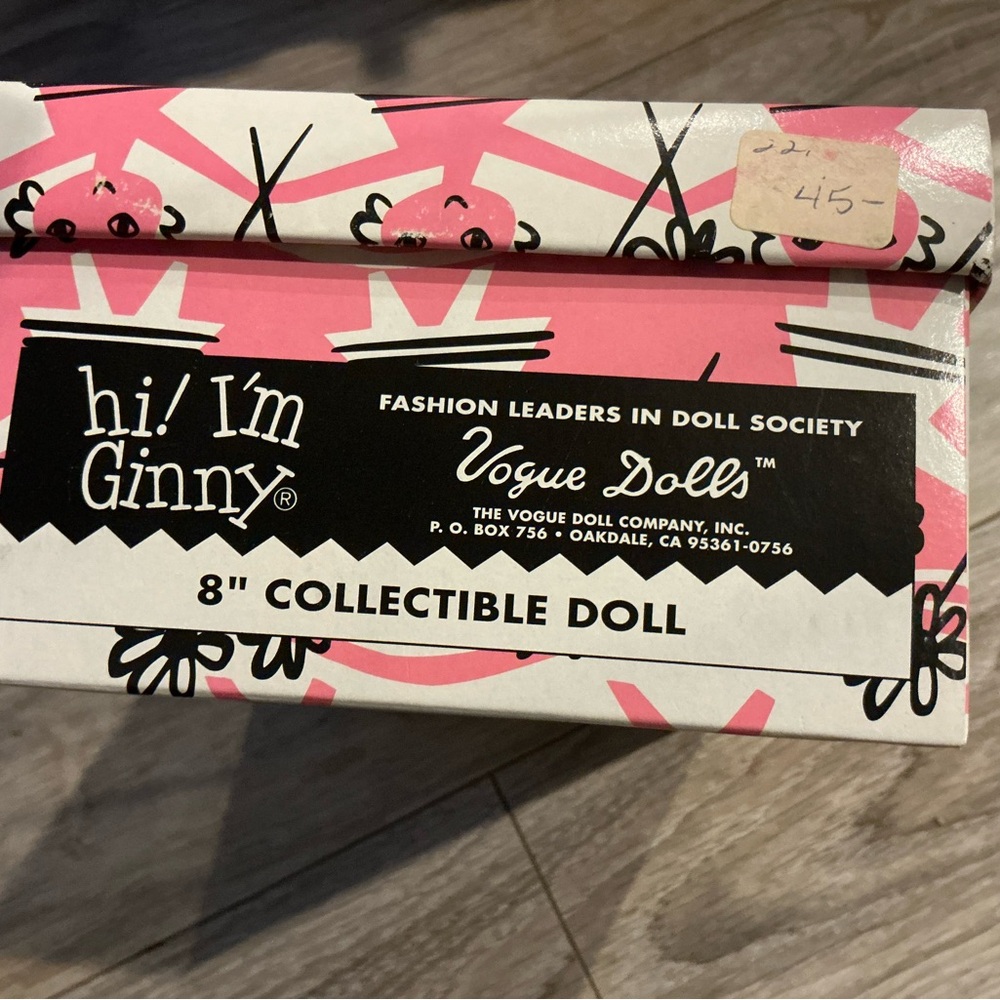 22.
45-
hi! I'm
Ginny®
FASHION LEADERS IN DOLL SOCIETY
Vogue Dolls™
THE VOGUE DOLL COMPANY, INC.
P. O. BOX 756 • OAKDALE, CA 95361-0756
8" COLLECTIBLE DOLL